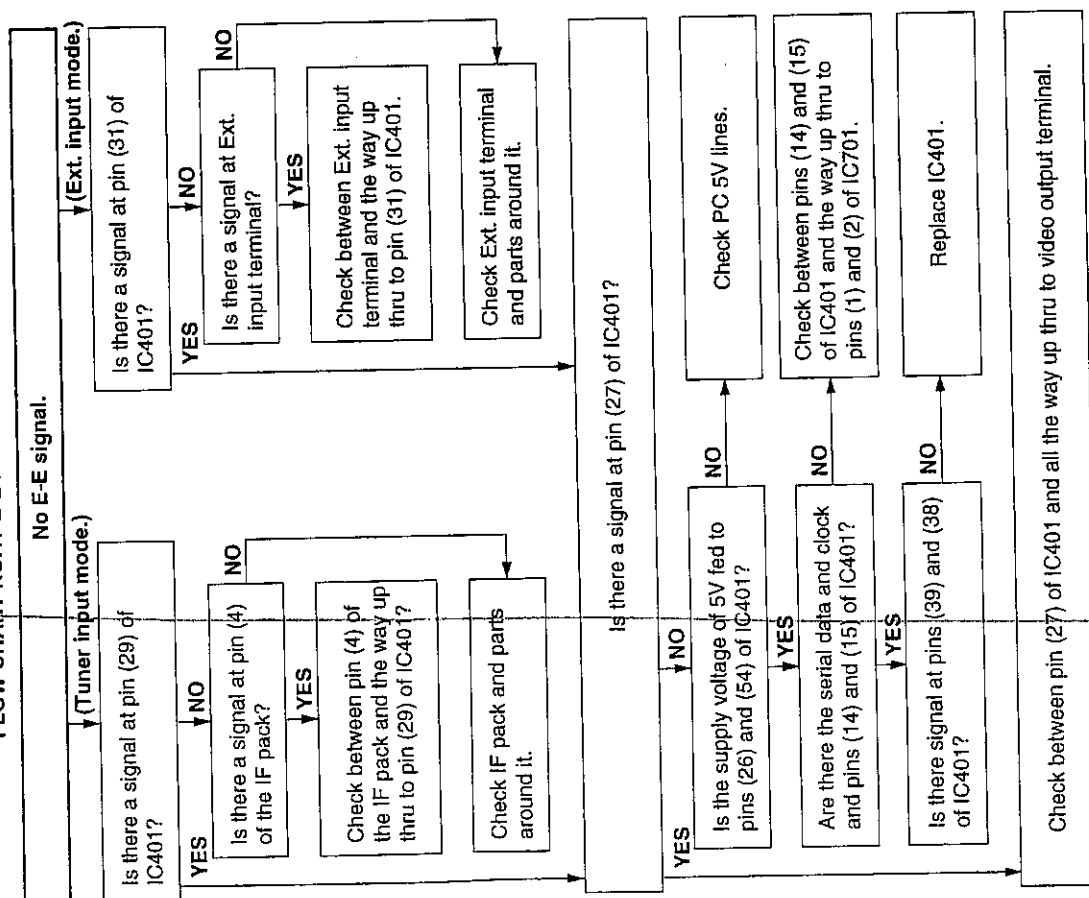 FLOW CHART
No E-E signal.
(Tuner input mode.)
Is there a signal at pin (29) of
IC401?
YES
NO
Is there a signal at pin (4)
of the IF pack?
NO
YES
Check between pin (4) of
the IF pack and the way up
thru to pin (29) of IC401?
Check IF pack and parts
around it.
(Ext. input mode.)
Is there a signal at pin (31) of
IC401?
YES
NO
Is there a signal at Ext.
input terminal?
NO
YES
Check between Ext. input
terminal and the way up
thru to pin (31) of IC401.
Check Ext. input terminal
and parts around it.
Is there a signal at pin (27) of IC401?
YES
NO
Is the supply voltage of 5V fed to
pins (26) and (54) of IC401?
NO
Check PC 5V lines.
YES
Are there the serial data and clock
and pins (14) and (15) of IC401?
NO
Check between pins (14) and (15)
of IC401 and the way up thru to
pins (1) and (2) of IC701.
YES
Is there signal at pins (39) and (38)
of IC401?
NO
Replace IC401.
Check between pin (27) of IC401 and all the way up thru to video output terminal.